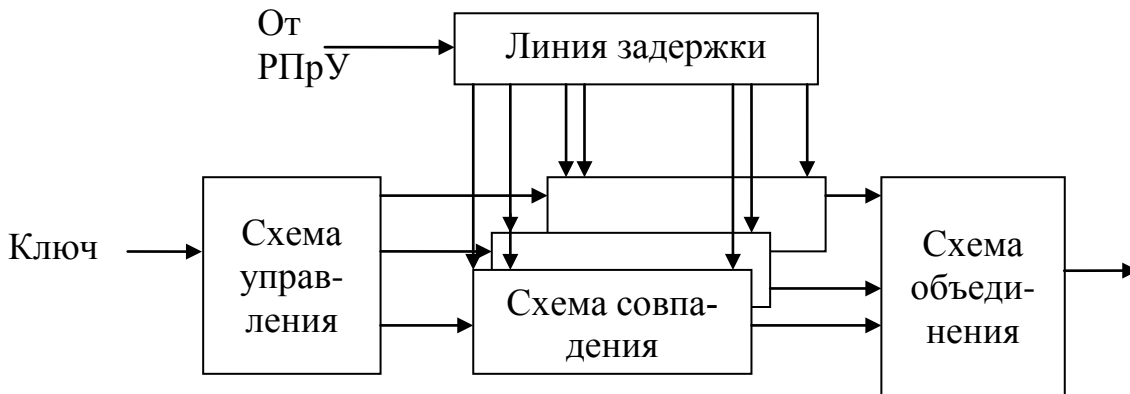 От
РПрУ
Линия задержки
Ключ
Схема
управ-
ления
Схема совпа-
дения
Схема
объеди-
нения